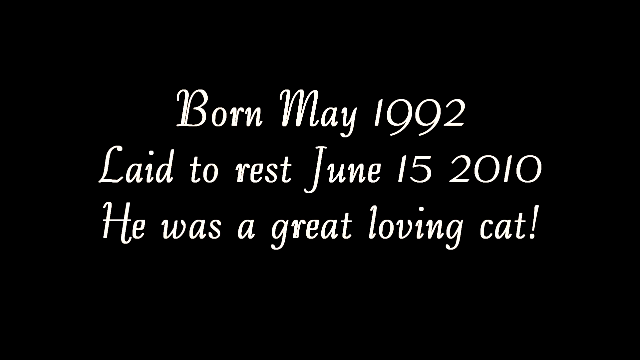 Born May 1992
Laid to rest June 15 2010
He was a great loving cat!